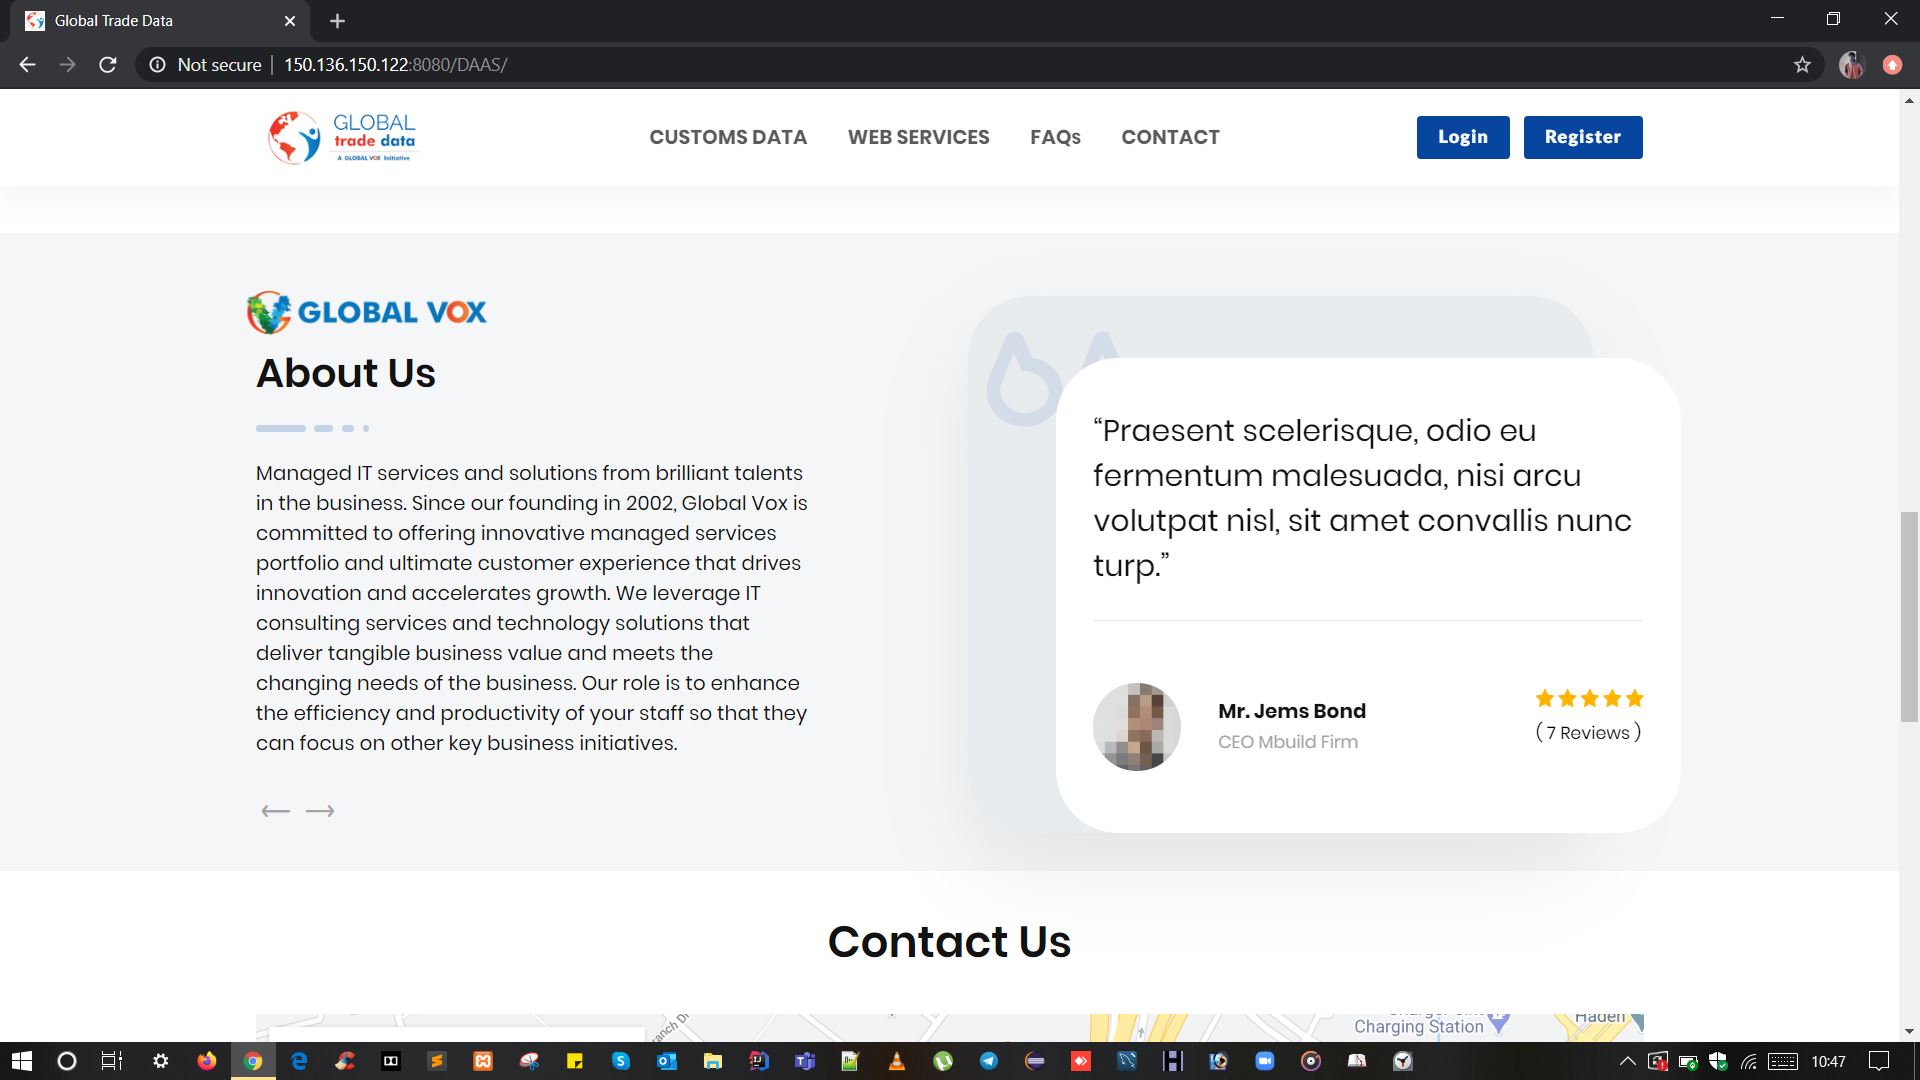 Global Trade Data
Not secure
150.136.150.122:8080/DAAS/
GLOBAL
trade data
A GLOBAL VOX Initiative
CUSTOMS DATA
WEB SERVICES
FAQs
CONTACT
Login
Register
GLOBAL VOX
About Us
Managed IT services and solutions from brilliant talents
in the business. Since our founding in 2002, Global Vox is
committed to offering innovative managed services
portfolio and ultimate customer experience that drives
innovation and accelerates growth. We leverage IT
consulting services and technology solutions that
deliver tangible business value and meets the
changing needs of the business. Our role is to enhance
the efficiency and productivity of your staff so that they
can focus on other key business initiatives.
“Praesent scelerisque, odio eu
fermentum malesuada, nisi arcu
volutpat nisl, sit amet convallis nunc
turp.”
Mr. Jems Bond
CEO Mbuild Firm
( 7 Reviews )
Contact Us
Charging Station
Haden
10:47